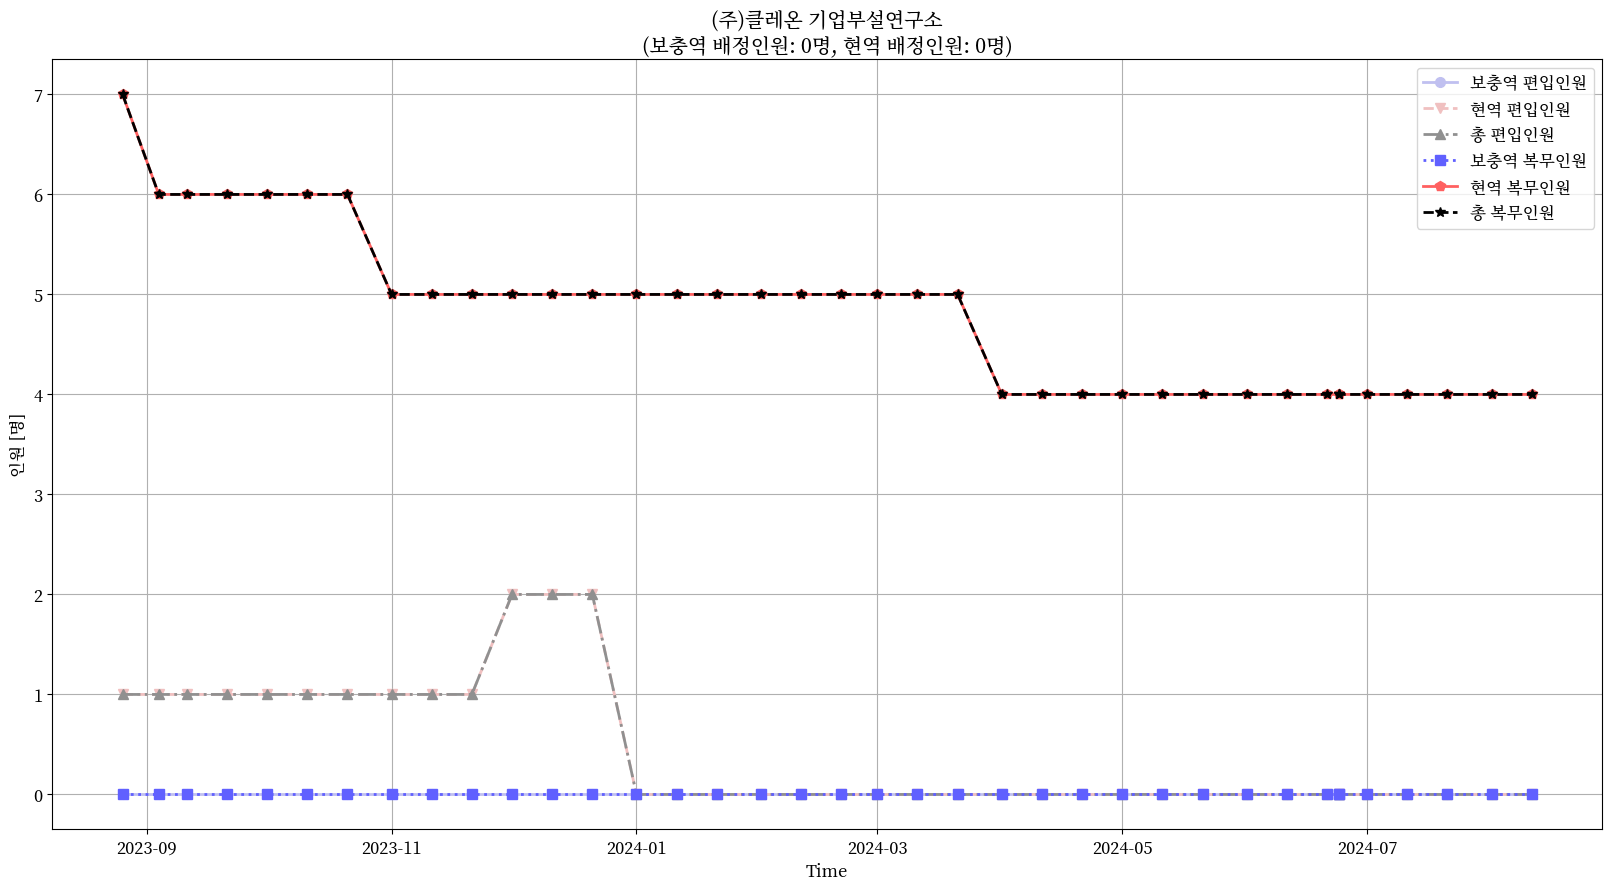 (주)클레온 기업부설연구소
(보충역 배정인원: 0명, 현역 배정인원: 0명)
보충역 편입인원
현역 편입인원
총 편입인원
보충역 복무인원
현역 복무인원
총 복무인원
인원 [명]
7
6
5
4
3
2
1
0
2023-09
2023-11
2024-01
2024-03
2024-05
2024-07
Time